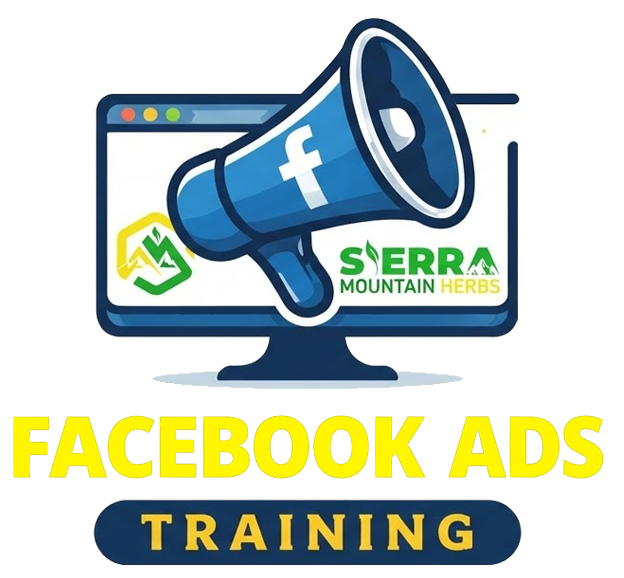 f
SIERRA
MOUNTAIN HERBS
FACEBOOK ADS
TRAINING